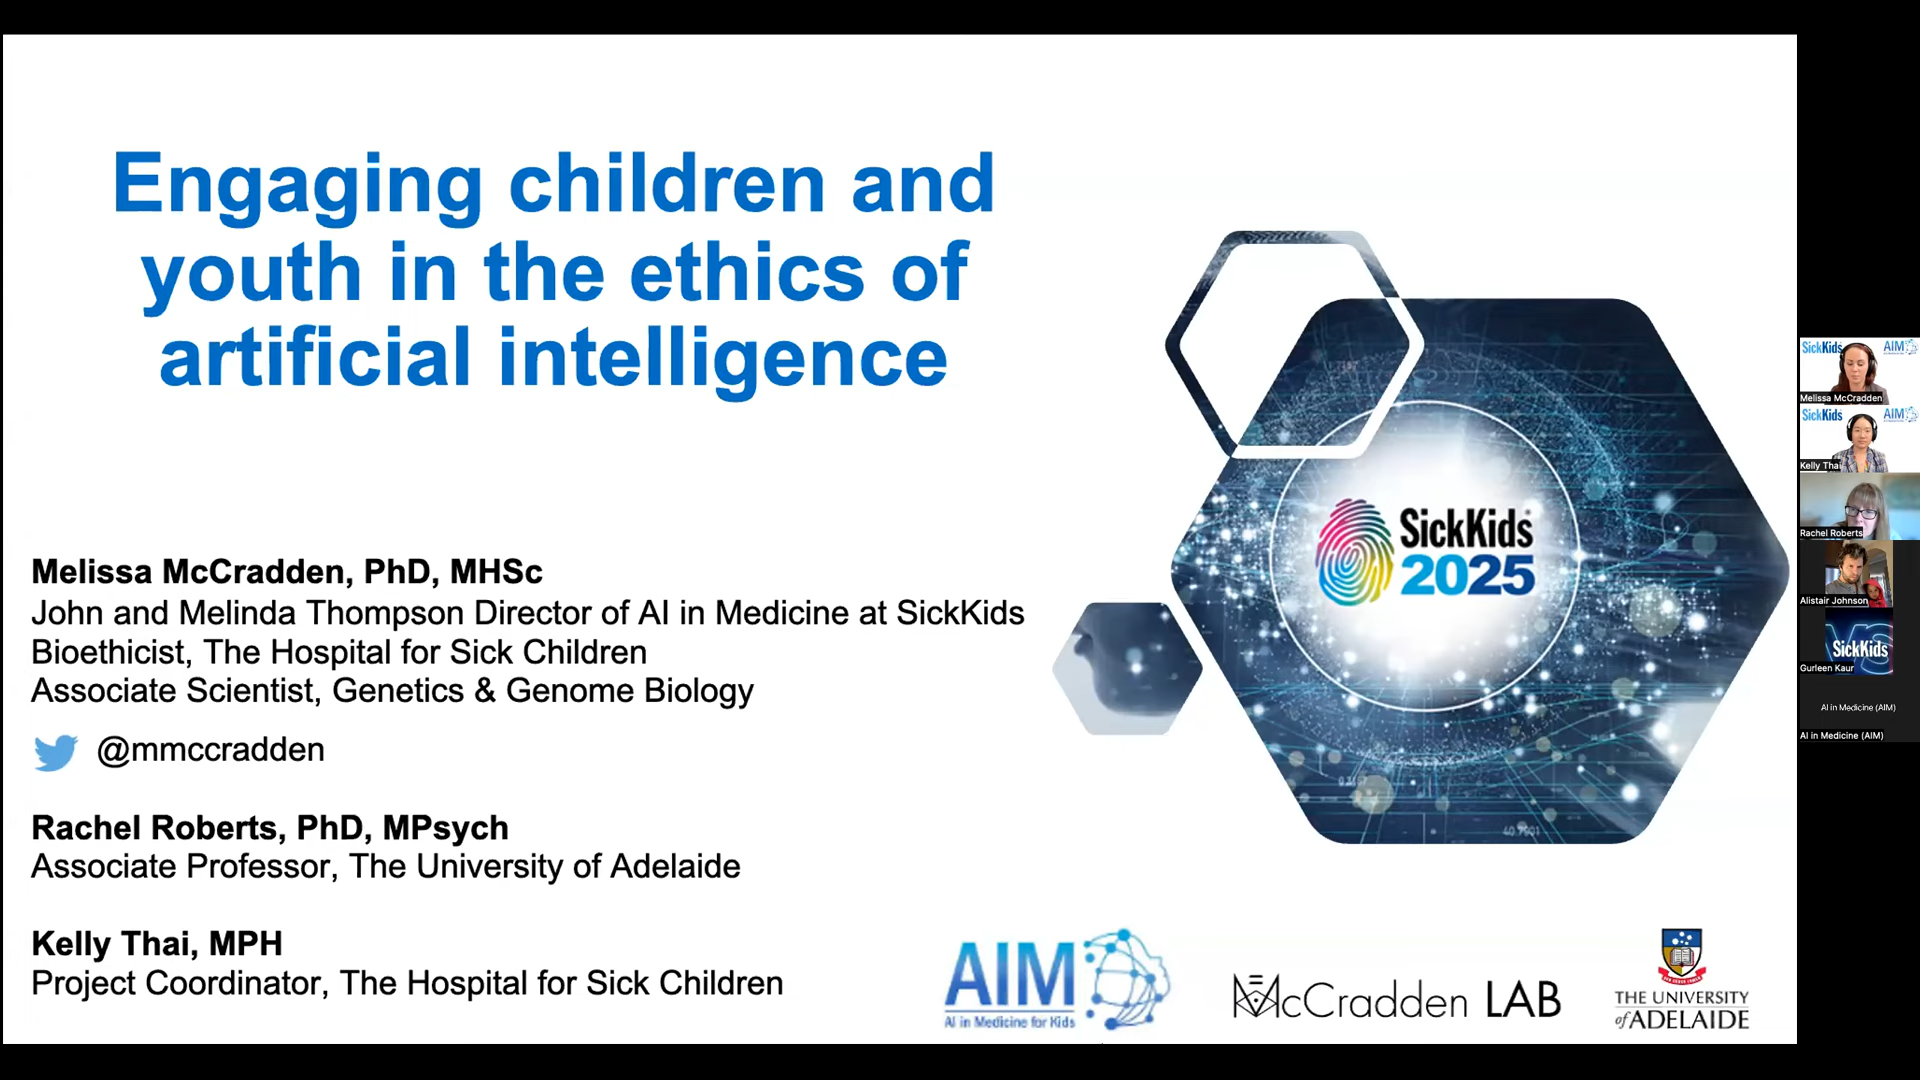 Engaging children and
youth in the ethics of
artificial intelligence
Melissa McCradden, PhD, MHSc
John and Melinda Thompson Director of AI in Medicine at SickKids
Bioethicist, The Hospital for Sick Children
Associate Scientist, Genetics & Genome Biology
@mmccradden
Rachel Roberts, PhD, MPsych
Associate Professor, The University of Adelaide
Kelly Thai, MPH
Project Coordinator, The Hospital for Sick Children
SickKids
2025
AIM
AI in Medicine for Kids
McCradden LAB
THE UNIVERSITY
of ADELAIDE
SickKids AIM
Melissa McCradden
SickKids AIM
Kelly Thai
Rachel Roberts
Alistair Johnson
SickKids
Gurleen Kaur
AI in Medicine (AIM)
AI in Medicine (AIM)